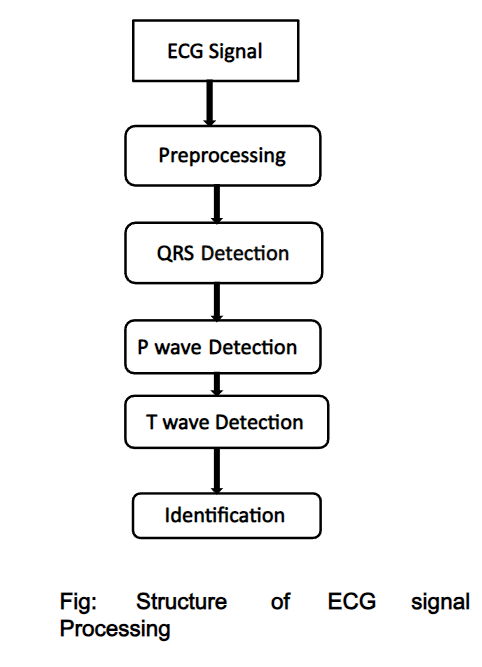 ECG Signal
Preprocessing
QRS Detection
P wave Detection
T wave Detection
Identification
Fig: Structure of ECG signal
Processing